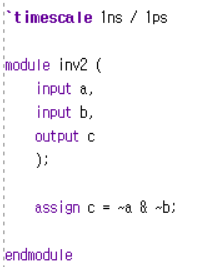 `timescale 1ns / 1ps
module inv2 (
input a,
input b,
output c
);
assign c = ~a & ~b;
endmodule